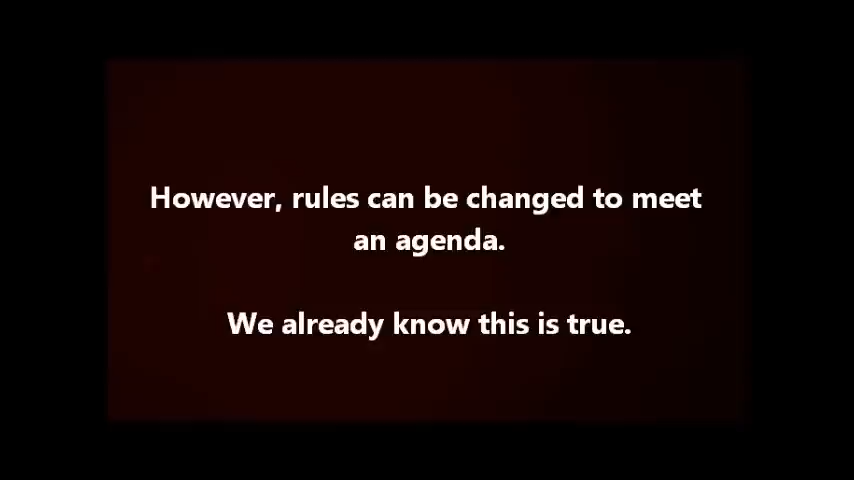 However, rules can be changed to meet
an agenda.
We already know this is true.